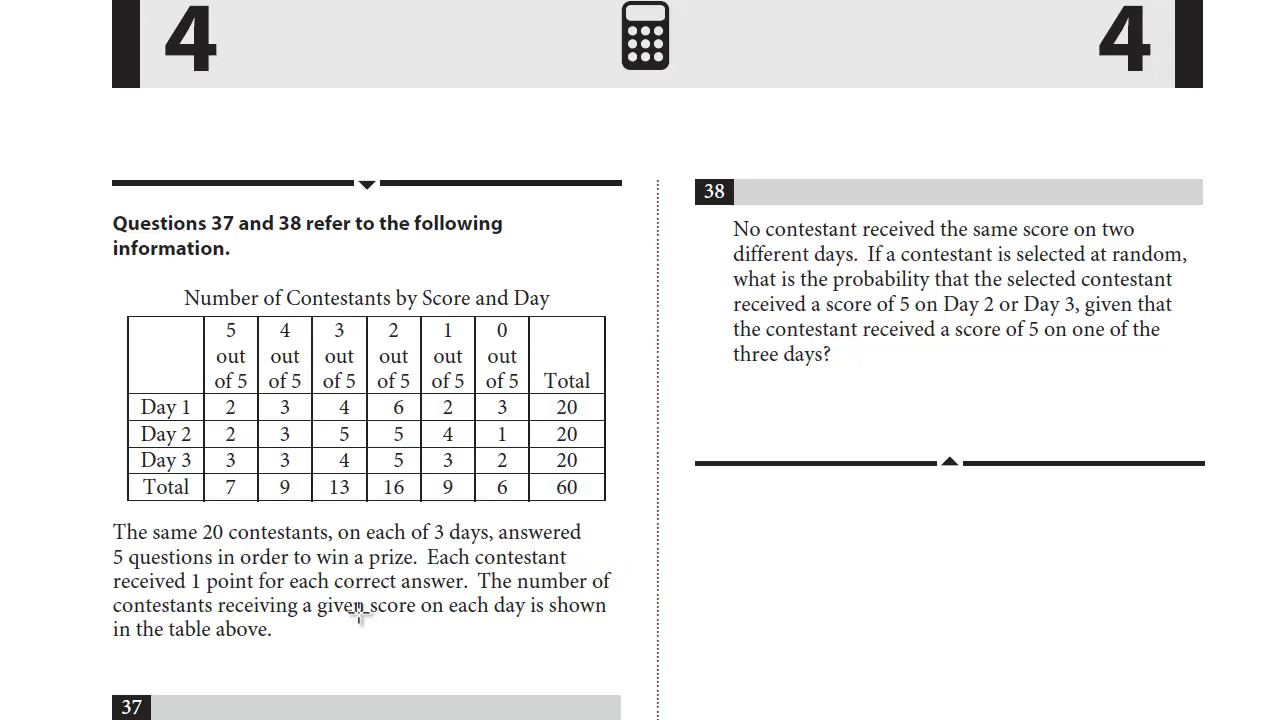 4 4
Questions 37 and 38 refer to the following
information.
Number of Contestants by Score and Day
5 4 3 2 1 0
out out out out out out
of 5 of 5 of 5 of 5 of 5 of 5 Total
Day 1 2 3 4 6 2 3 20
Day 2 2 3 5 5 4 1 20
Day 3 3 3 4 5 3 2 20
Total 7 9 13 16 9 6 60
The same 20 contestants, on each of 3 days, answered
5 questions in order to win a prize. Each contestant
received 1 point for each correct answer. The number of
contestants receiving a given score on each day is shown
in the table above.
37
38
No contestant received the same score on two
different days. If a contestant is selected at random,
what is the probability that the selected contestant
received a score of 5 on Day 2 or Day 3, given that
the contestant received a score of 5 on one of the
three days?